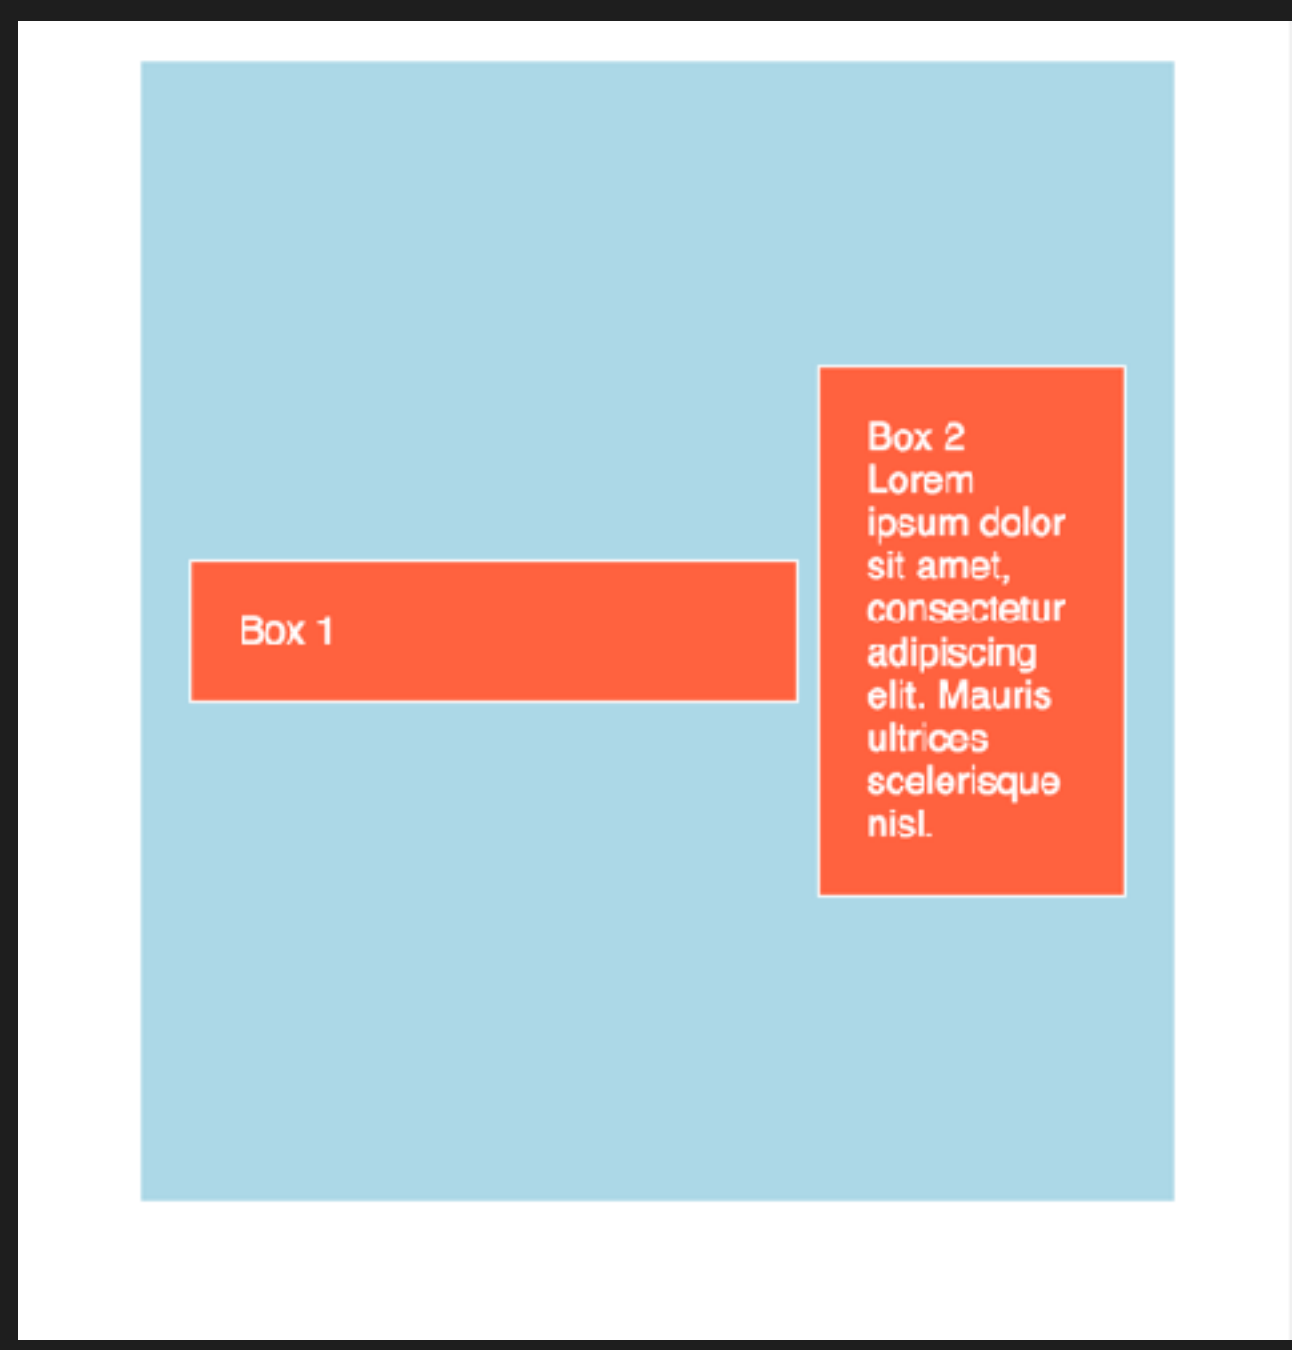 Box 1
Box 2
Lorem
ipsum dolor
sit amet,
consectetur
adipiscing
elit. Mauris
ultrices
scelerisque
nisl.